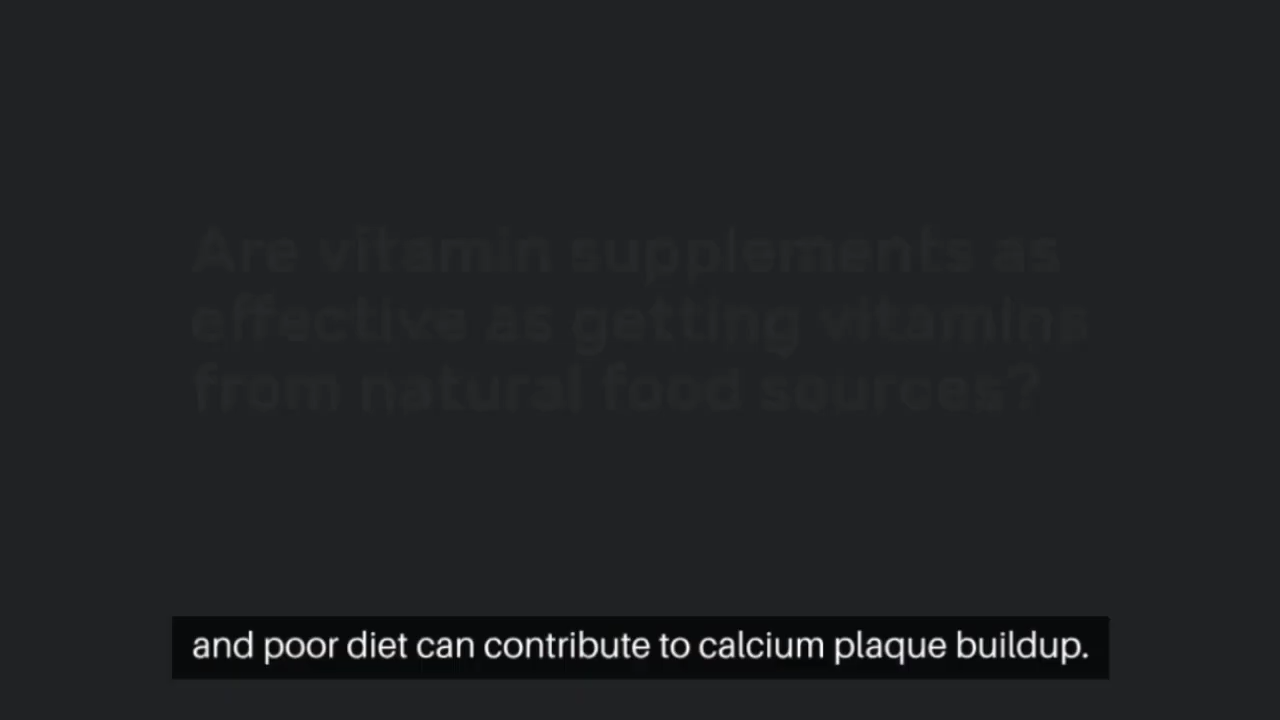 Are vitamin supplements as
effective as getting vitamins
from natural food sources?
and poor diet can contribute to calcium plaque buildup.